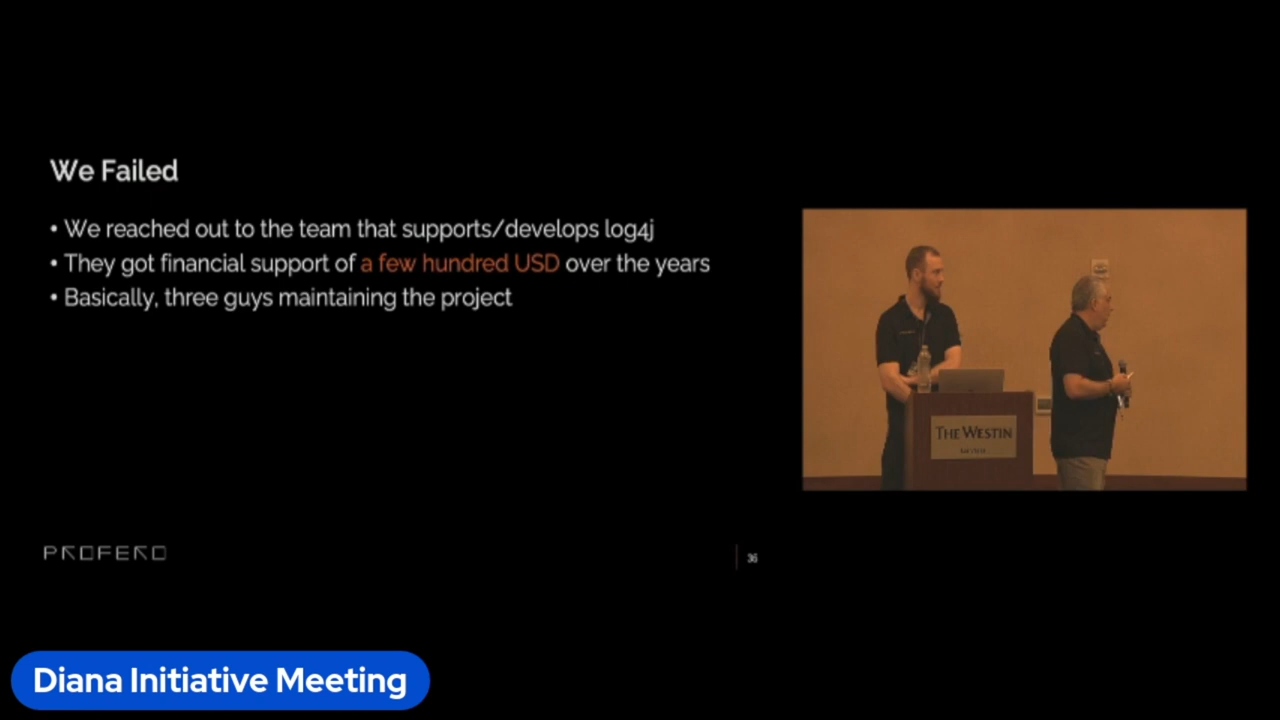 We Failed
• We reached out to the team that supports/develops log4j
• They got financial support of a few hundred USD over the years
• Basically, three guys maintaining the project
THE WESTIN
PROFERO
36
Diana Initiative Meeting